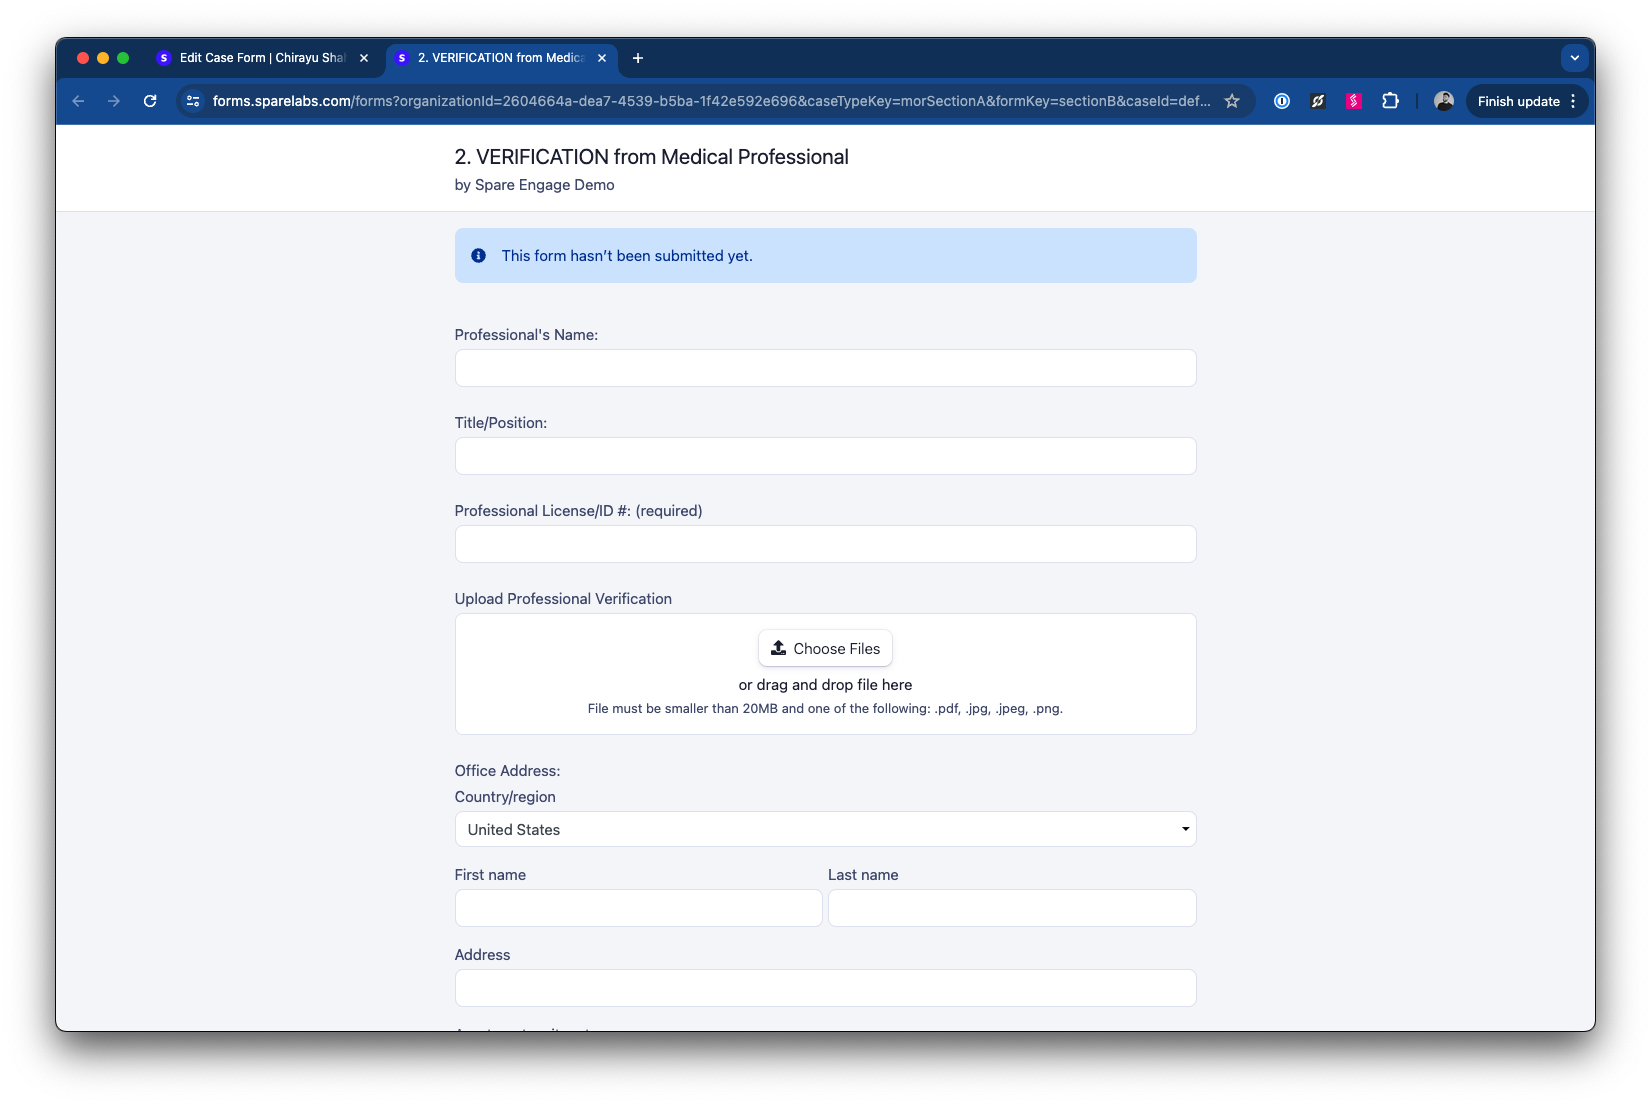 Edit Case Form | Chirayu Sha
2. VERIFICATION from Medica
forms.sparelabs.com/forms?organizationId=2604664a-dea7-4539-b5ba-1f42e592e696&caseTypeKey=morSectionA&formKey=sectionB&caseId=def...
Finish update
2. VERIFICATION from Medical Professional
by Spare Engage Demo
This form hasn’t been submitted yet.
Professional's Name:
Title/Position:
Professional License/ID #: (required)
Upload Professional Verification
Choose Files
or drag and drop file here
File must be smaller than 20MB and one of the following: .pdf, .jpg, .jpeg, .png.
Office Address:
Country/region
United States
First name Last name
Address